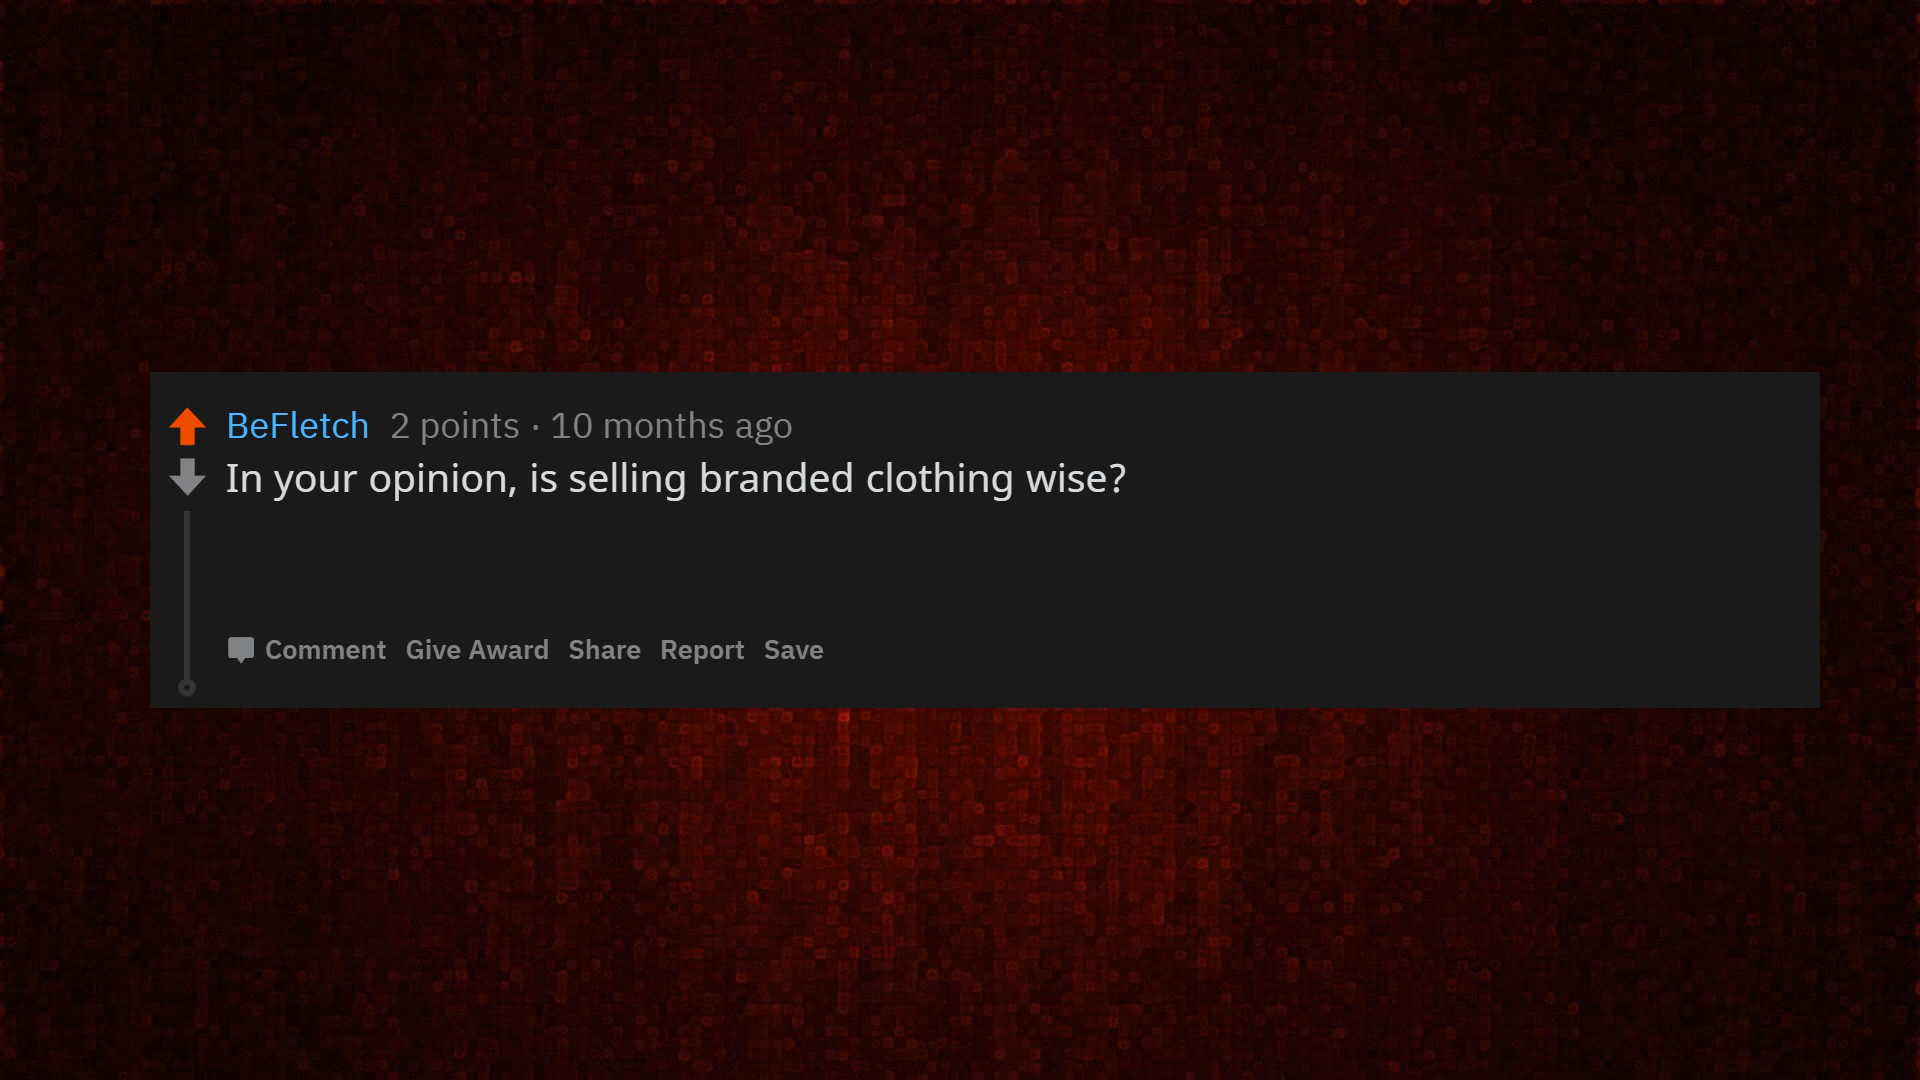 BeFletch 2 points · 10 months ago
In your opinion, is selling branded clothing wise?
Comment Give Award Share Report Save